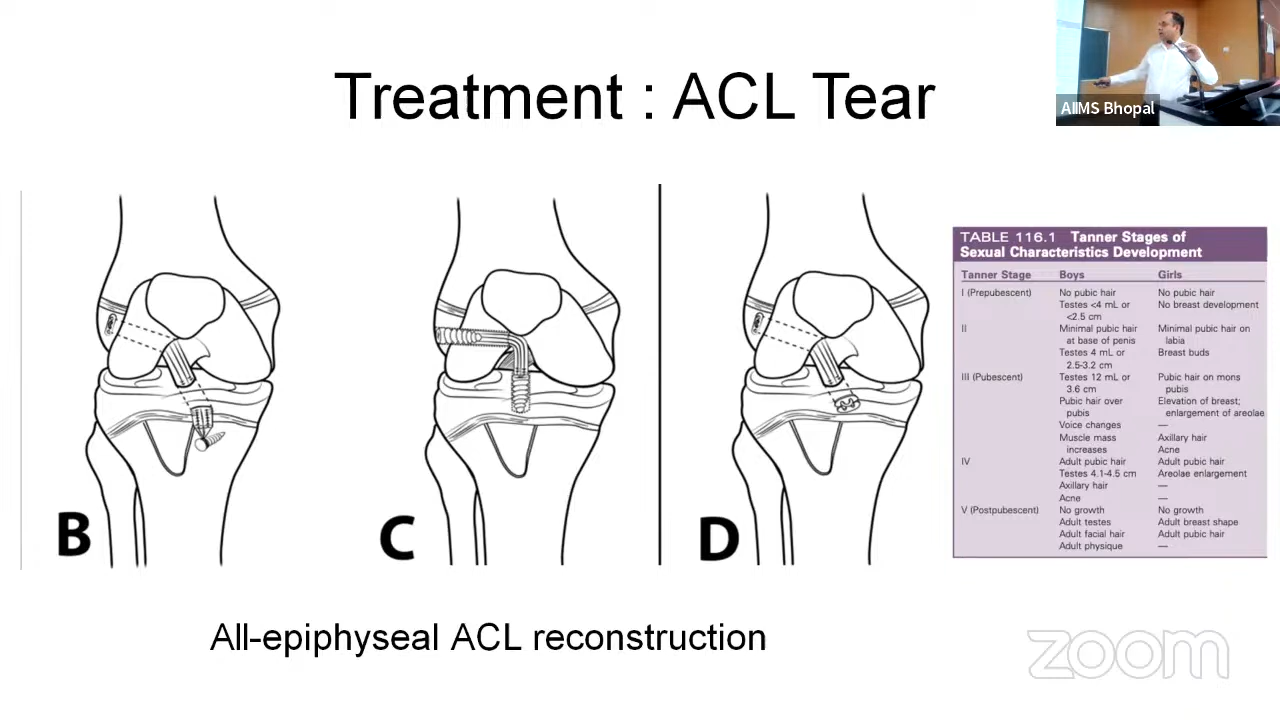 Treatment : ACL Tear
AIIMS Bhopal
B
C
D
TABLE 116.1 Tanner Stages of
Sexual Characteristics Development
Tanner Stage Boys Girls
I (Prepubescent) No pubic hair No pubic hair
Testes <4 mL or No breast development
<2.5 cm
II Minimal pubic hair Minimal pubic hair on
at base of penis labia
Testes 4 mL or Breast buds
2.5-3.2 cm
III (Pubescent) Testes 12 mL or Pubic hair on mons
3.6 cm pubis
Pubic hair over Elevation of breast;
pubis enlargement of areolae
Voice changes —
Muscle mass Axillary hair
increases Acne
IV Adult pubic hair Adult pubic hair
Testes 4.1-4.5 cm Areolae enlargement
Axillary hair —
Acne —
V (Postpubescent) No growth No growth
Adult testes Adult breast shape
Adult facial hair Adult pubic hair
Adult physique —
All-epiphyseal ACL reconstruction
zoom